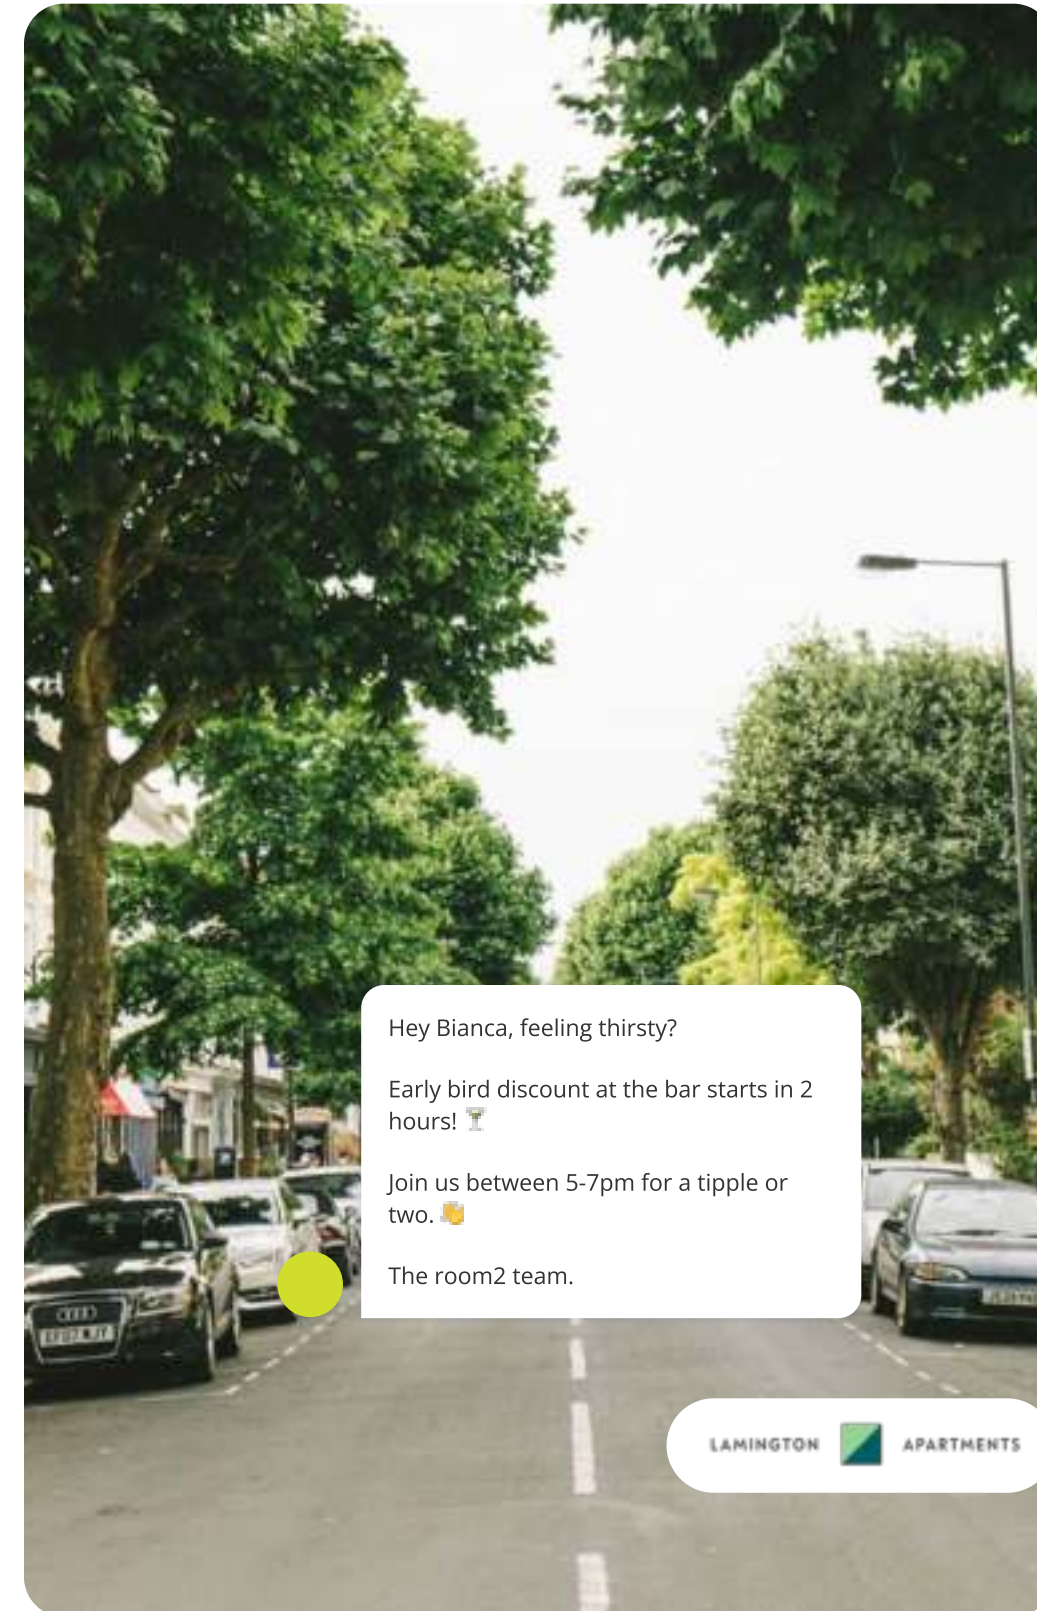 Hey Bianca, feeling thirsty?
Early bird discount at the bar starts in 2
hours! 🍸
Join us between 5-7pm for a tipple or
two. 👏
The room2 team.
LAMINGTON APARTMENTS